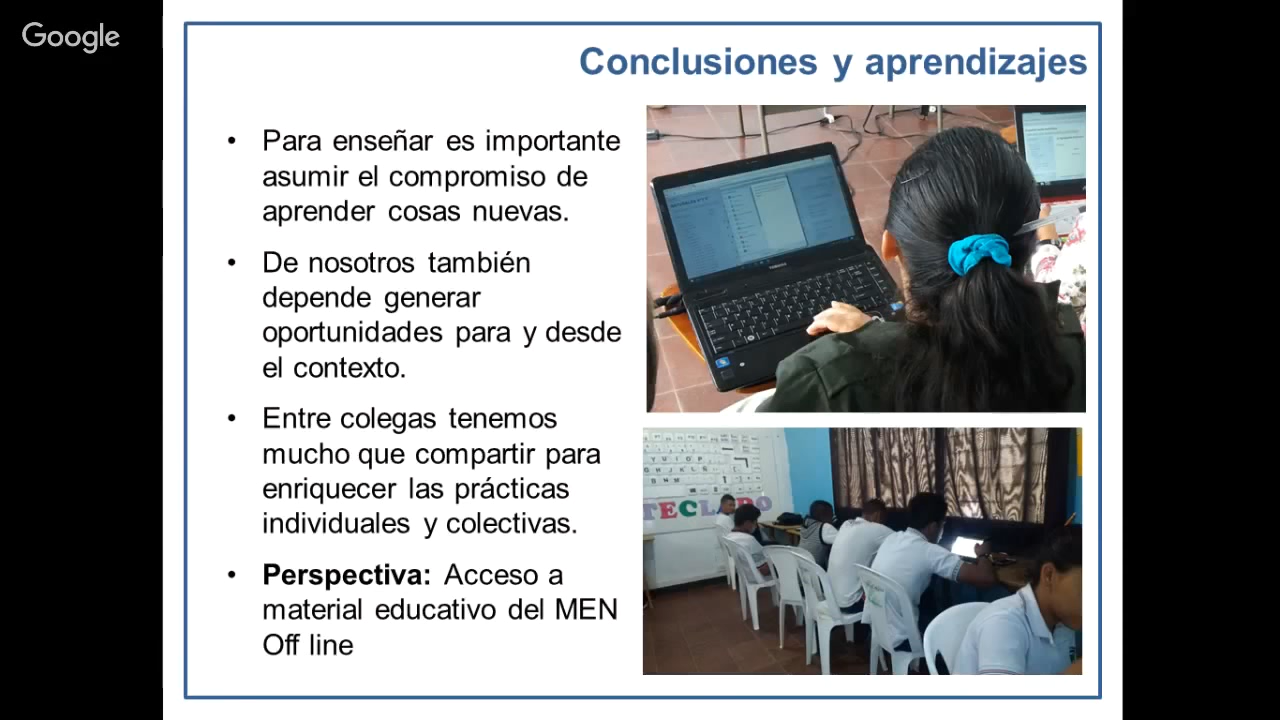 Google
Conclusiones y aprendizajes
• Para enseñar es importante
asumir el compromiso de
aprender cosas nuevas.
• De nosotros también
depende generar
oportunidades para y desde
el contexto.
• Entre colegas tenemos
mucho que compartir para
enriquecer las prácticas
individuales y colectivas.
• Perspectiva: Acceso a
material educativo del MEN
Off line
TOSHIBA
TECLADO